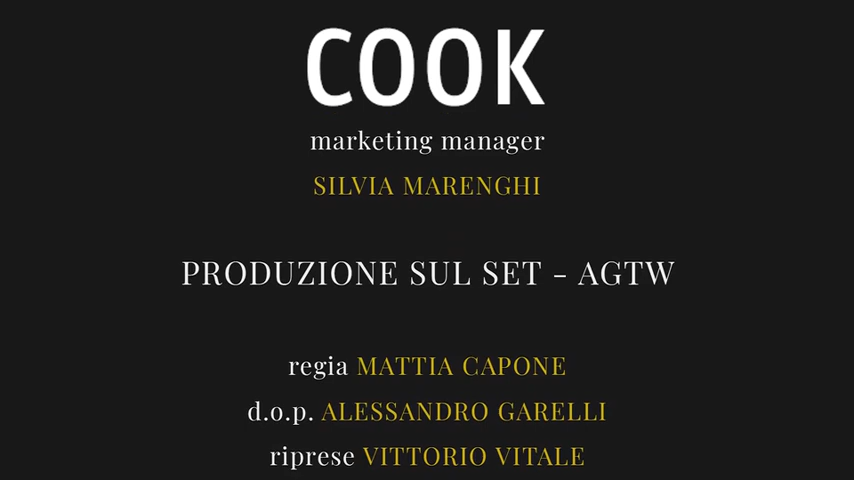 COOK
marketing manager
SILVIA MARENGHI
PRODUZIONE SUL SET - AGTW
regia MATTIA CAPONE
d.o.p. ALESSANDRO GARELLI
riprese VITTORIO VITALE